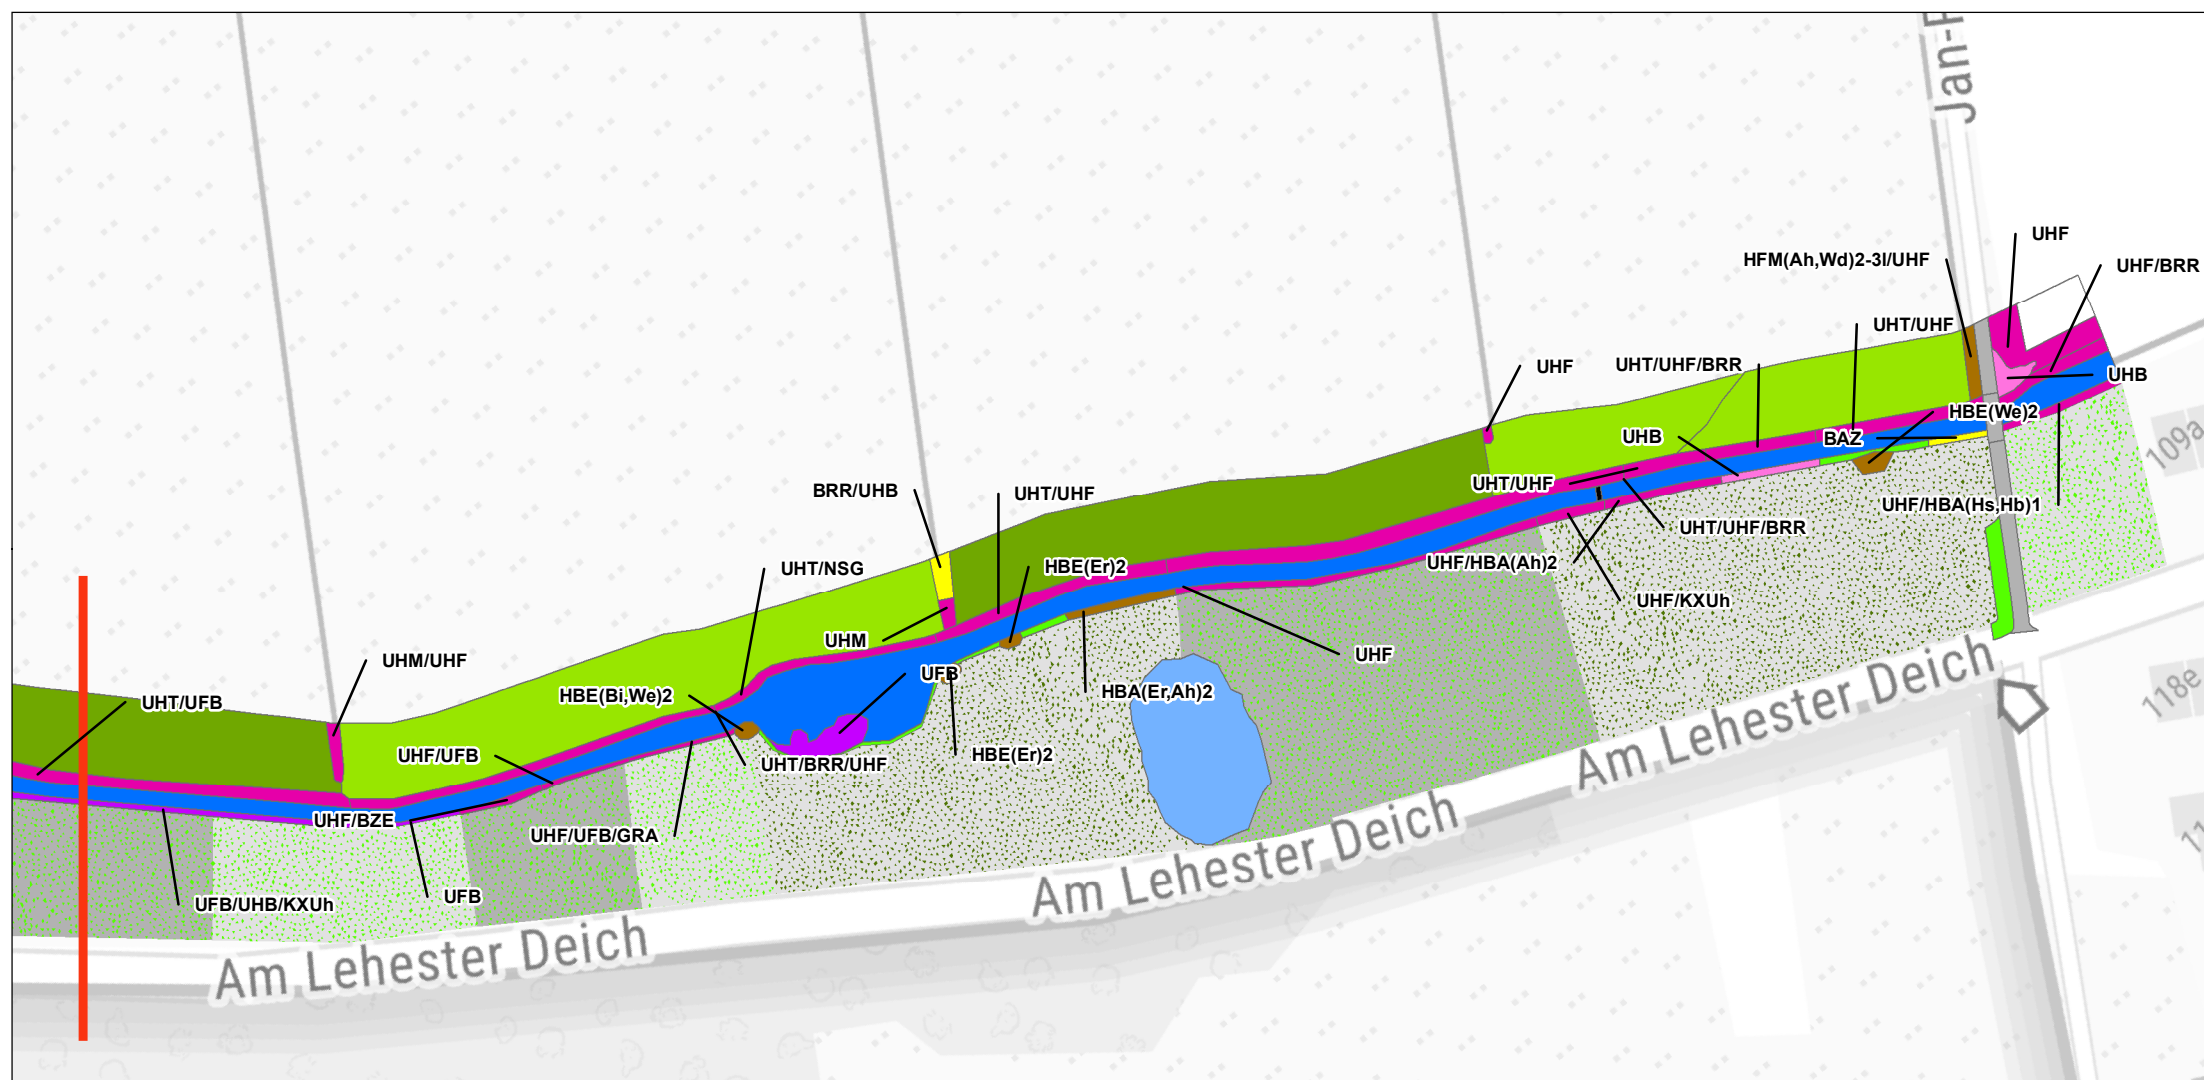 Jan-R
UHF
HFM(Ah,Wd)2-3l/UHF
UHF/BRR
UHT/UHF
UHF
UHT/UHF/BRR
UHB
HBE(We)2
UHB
BAZ
UHT/UHF
BRR/UHB
UHT/UHF
UHF/HBA(Hs,Hb)1
UHT/UHF/BRR
109a
UHF/HBA(Ah)2
HBE(Er)2
UHT/NSG
UHF/KXUh
UHM
UHF
UHM/UHF
UFB
118e
HBE(Bi,We)2
HBA(Er,Ah)2
UHT/UFB
UHF/UFB
HBE(Er)2
UHT/BRR/UHF
Am Lehester Deich
UHF/BZE
UHF/UFB/GRA
Am Lehester Deich
UFB
UFB/UHB/KXUh
Am Lehester Deich